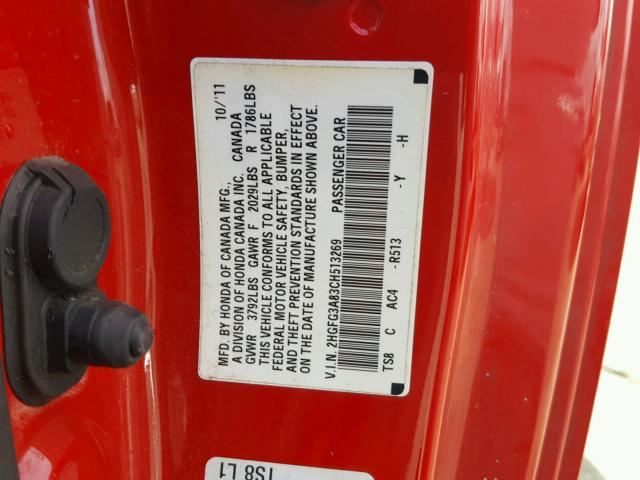 MFD. BY HONDA OF CANADA MFG., 10/'11
A DIVISION OF HONDA CANADA INC. CANADA
GVWR 3792LBS GAWR F 2029LBS R 1786LBS
THIS VEHICLE CONFORMS TO ALL APPLICABLE
FEDERAL MOTOR VEHICLE SAFETY, BUMPER,
AND THEFT PREVENTION STANDARDS IN EFFECT
ON THE DATE OF MANUFACTURE SHOWN ABOVE.
V.I.N. 2HGFG3A83CH513269 PASSENGER CAR
TS8 C AC4 -R513 -Y -H
TS8 L1